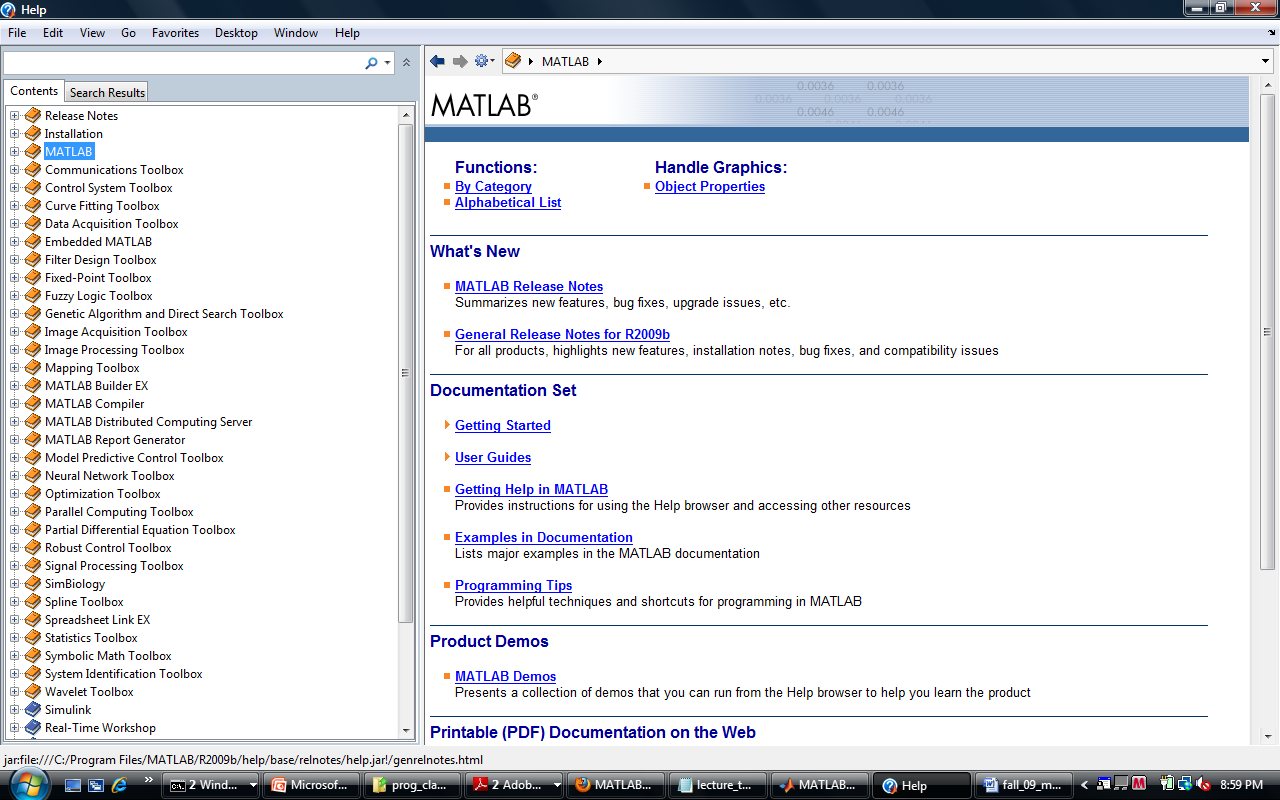 Help
File Edit View Go Favorites Desktop Window Help
Contents Search Results
Release Notes
Installation
MATLAB
Communications Toolbox
Control System Toolbox
Curve Fitting Toolbox
Data Acquisition Toolbox
Embedded MATLAB
Filter Design Toolbox
Fixed-Point Toolbox
Fuzzy Logic Toolbox
Genetic Algorithm and Direct Search Toolbox
Image Acquisition Toolbox
Image Processing Toolbox
Mapping Toolbox
MATLAB Builder EX
MATLAB Compiler
MATLAB Distributed Computing Server
MATLAB Report Generator
Model Predictive Control Toolbox
Neural Network Toolbox
Optimization Toolbox
Parallel Computing Toolbox
Partial Differential Equation Toolbox
Robust Control Toolbox
Signal Processing Toolbox
SimBiology
Spline Toolbox
Spreadsheet Link EX
Statistics Toolbox
Symbolic Math Toolbox
System Identification Toolbox
Wavelet Toolbox
Simulink
Real-Time Workshop
MATLAB
MATLAB®
0.0036 0.0036
0.0036 0.0036 0.0036
0.0046 0.0046
Functions: Handle Graphics:
By Category Object Properties
Alphabetical List
What's New
MATLAB Release Notes
Summarizes new features, bug fixes, upgrade issues, etc.
General Release Notes for R2009b
For all products, highlights new features, installation notes, bug fixes, and compatibility issues
Documentation Set
Getting Started
User Guides
Getting Help in MATLAB
Provides instructions for using the Help browser and accessing other resources
Examples in Documentation
Lists major examples in the MATLAB documentation
Programming Tips
Provides helpful techniques and shortcuts for programming in MATLAB
Product Demos
MATLAB Demos
Presents a collection of demos that you can run from the Help browser to help you learn the product
Printable (PDF) Documentation on the Web
jar:file:///C:/Program Files/MATLAB/R2009b/help/base/relnotes/help.jar!/genrelnotes.html
2 Wind... Microsof... prog_cla... 2 Adob... MATLAB... lecture_t... MATLAB... Help fall_09_m... 8:59 PM